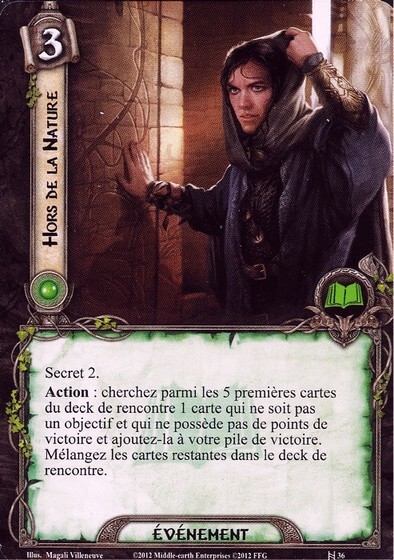 3
HORS DE LA NATURE
Secret 2.
Action : cherchez parmi les 5 premières cartes
du deck de rencontre 1 carte qui ne soit pas
un objectif et qui ne possède pas de points de
victoire et ajoutez-la à votre pile de victoire.
Mélangez les cartes restantes dans le deck de
rencontre.
ÉVÉNEMENT
Illus. Magali Villeneuve ©2012 Middle-earth Enterprises ©2012 FFG 36